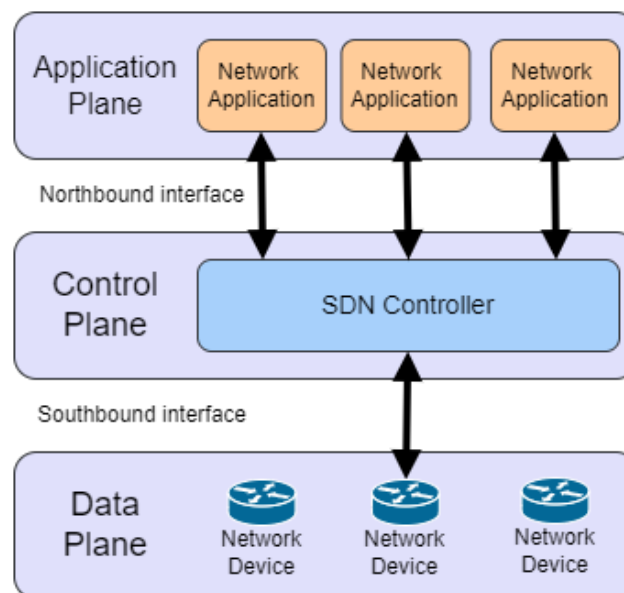 Application
Plane
Network
Application
Network
Application
Network
Application
Northbound interface
Control
Plane
SDN Controller
Southbound interface
Data
Plane
Network
Device
Network
Device
Network
Device